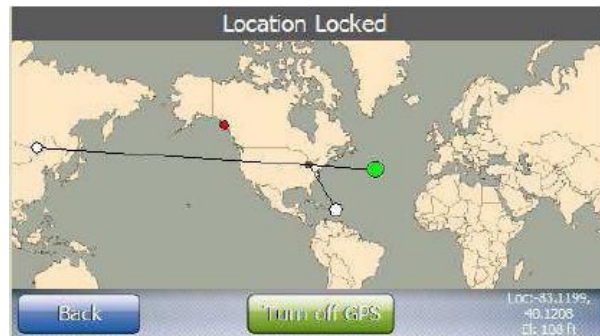 Location Locked
Back
Turn off GPS
Loc:-83.1199,
40.1208
El: 108 ft